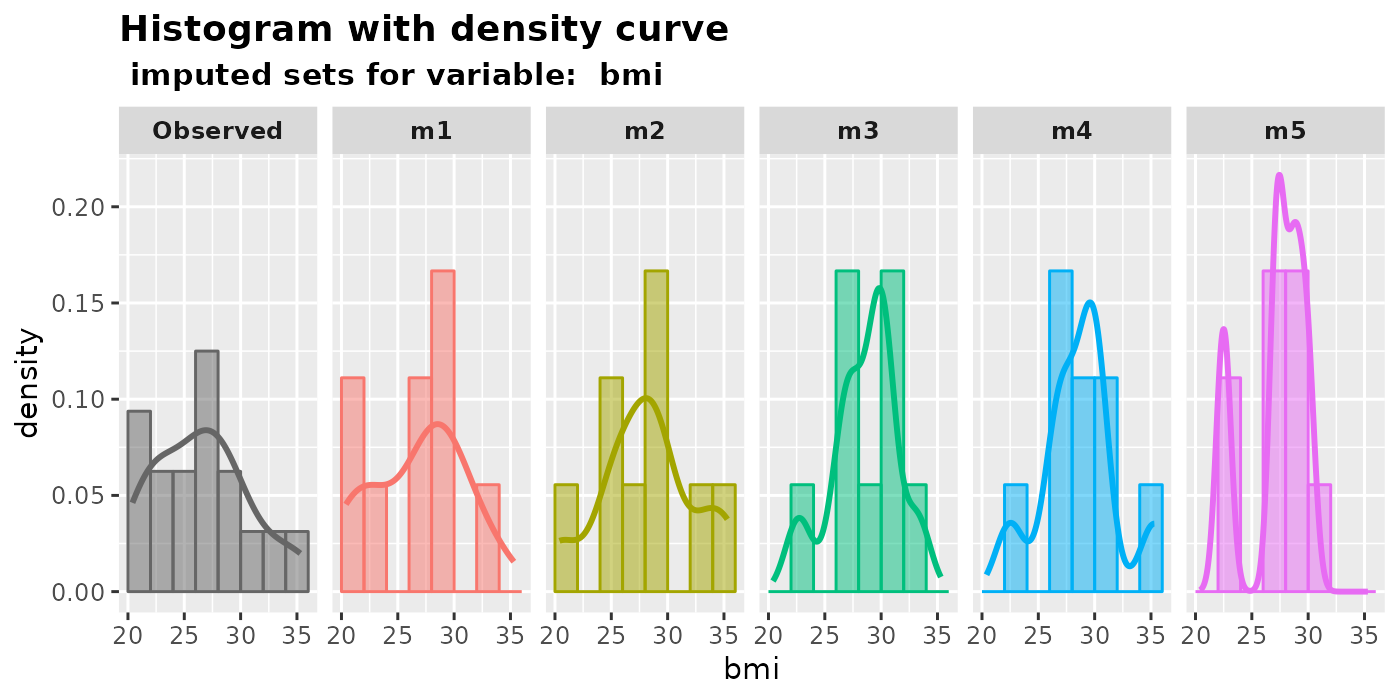 Histogram with density curve
imputed sets for variable:  bmi
Observed m1 m2 m3 m4 m5
density
0.20
0.15
0.10
0.05
0.00
20 25 30 35 20 25 30 35 20 25 30 35 20 25 30 35 20 25 30 35 20 25 30 35
bmi